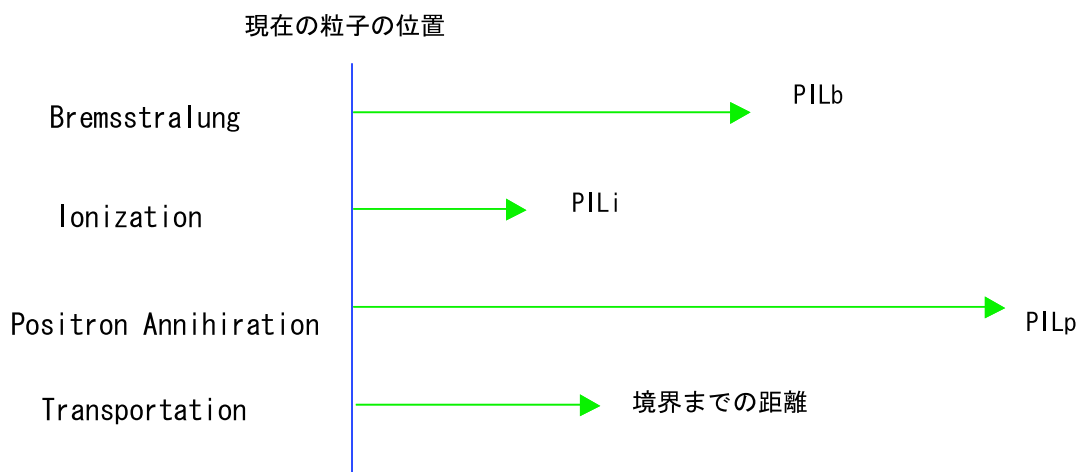 現在の粒子の位置
Bremsstralung
PILb
Ionization
PILi
Positron Annihiration
PILp
Transportation
境界までの距離